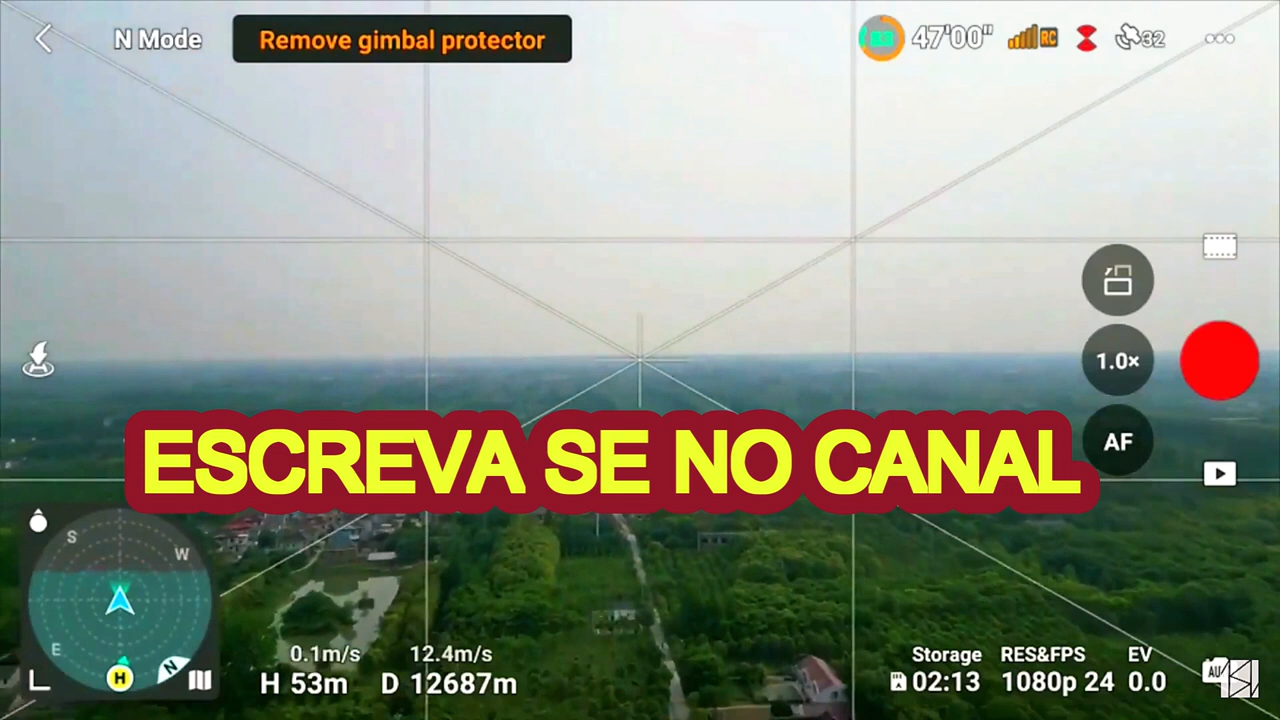 N Mode
Remove gimbal protector
47'00"
RC
32
1.0×
ESCREVA SE NO CANAL
AF
S
W
E
N
H
0.1m/s
12.4m/s
H 53m
D 12687m
Storage
RES&FPS
EV
02:13
1080p 24
0.0